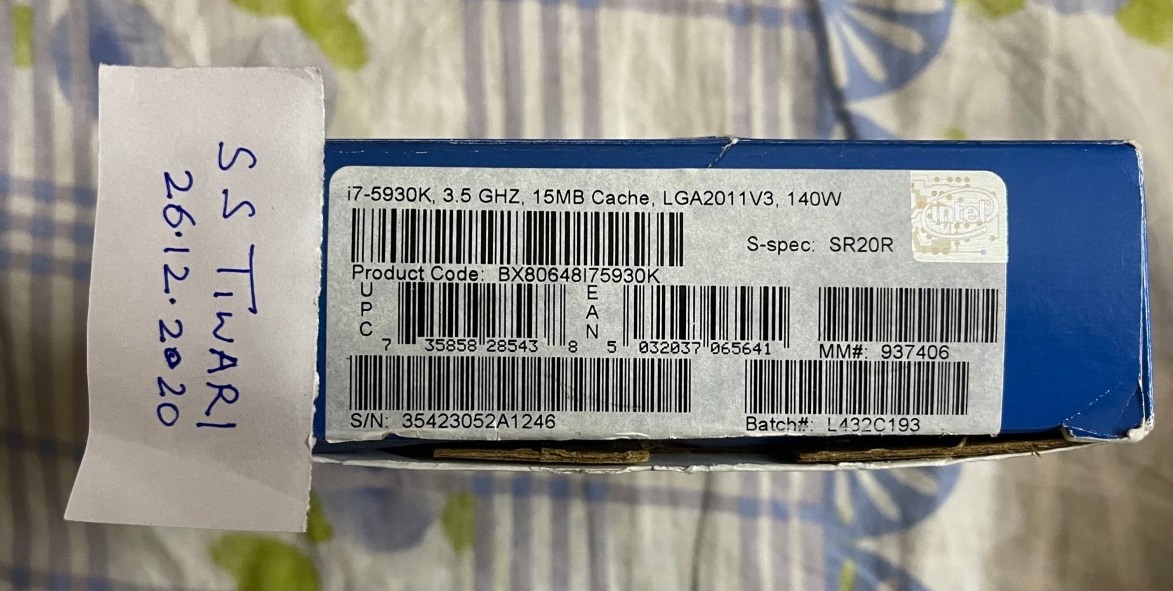 S S TIWARI
26.12.2020
i7-5930K, 3.5 GHZ, 15MB Cache, LGA2011V3, 140W
intel
S-spec: SR20R
Product Code: BX80648I75930K
UPC
7 35858 28543 8
EAN
5 032037 065641
MM#: 937406
S/N: 35423052A1246
Batch#: L432C193